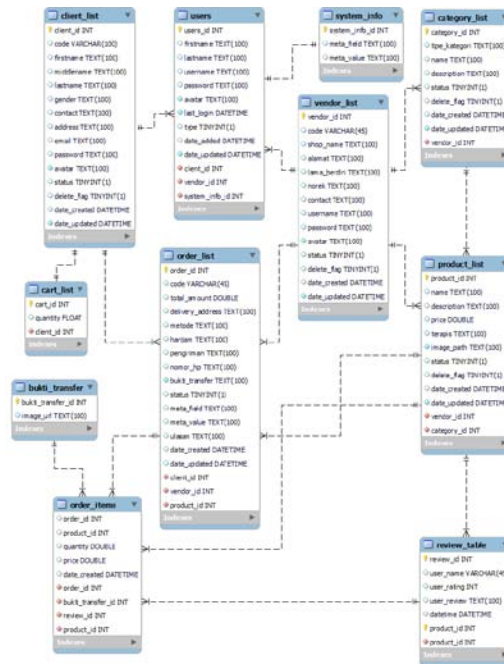 client_list
client_id INT
code VARCHAR(100)
firstname TEXT(100)
middlename TEXT(100)
lastname TEXT(100)
gender TEXT(100)
contact TEXT(100)
address TEXT(100)
email TEXT(100)
password TEXT(100)
avatar TEXT(100)
status TINYINT(1)
delete_flag TINYINT(1)
date_created DATETIME
date_updated DATETIME
Indexes
users
users_id INT
firstname TEXT(100)
lastname TEXT(100)
username TEXT(100)
password TEXT(100)
avatar TEXT(100)
last_login DATETIME
type TINYINT(1)
date_added DATETIME
date_updated DATETIME
client_id INT
vendor_id INT
system_info_id INT
Indexes
system_info
system_info_id INT
meta_field TEXT(100)
meta_value TEXT(100)
Indexes
category_list
category_id INT
tipe_kategori TEXT(100)
name TEXT(100)
description TEXT(100)
status TINYINT(1)
delete_flag TINYINT(1)
date_created DATETIME
date_updated DATETIME
vendor_id INT
Indexes
vendor_list
vendor_id INT
code VARCHAR(45)
shop_name TEXT(100)
alamat TEXT(100)
lama_berdiri TEXT(100)
norek TEXT(100)
contact TEXT(100)
username TEXT(100)
password TEXT(100)
avatar TEXT(100)
status TINYINT(1)
delete_flag TINYINT(1)
date_created DATETIME
date_updated DATETIME
Indexes
order_list
order_id INT
code VARCHAR(45)
total_amount DOUBLE
delivery_address TEXT(100)
metode TEXT(100)
TEXT(100)
pengriman TEXT(100)
nomor_hp TEXT(100)
bukti_transfer TEXT(100)
status TINYINT(1)
meta_field TEXT(100)
meta_value TEXT(100)
ulasan TEXT(100)
date_created DATETIME
date_updated DATETIME
client_id INT
vendor_id INT
product_id INT
Indexes
cart_list
cart_id INT
quantity FLOAT
client_id INT
Indexes
product_list
product_id INT
name TEXT(100)
description TEXT(100)
price DOUBLE
TEXT(100)
image_path TEXT(100)
status TINYINT(1)
delete_flag TINYINT(1)
date_created DATETIME
date_updated DATETIME
vendor_id INT
category_id INT
Indexes
bukti_transfer
bukti_transfer_id INT
image_url TEXT(100)
Indexes
order_items
order_id INT
product_id INT
quantity DOUBLE
price DOUBLE
date_created DATETIME
order_id INT
bukti_transfer_id INT
review_id INT
product_id INT
Indexes
review_table
review_id INT
user_name VARCHAR(45)
user_rating INT
user_review TEXT(100)
datetime DATETIME
product_id INT
product_id INT
Indexes